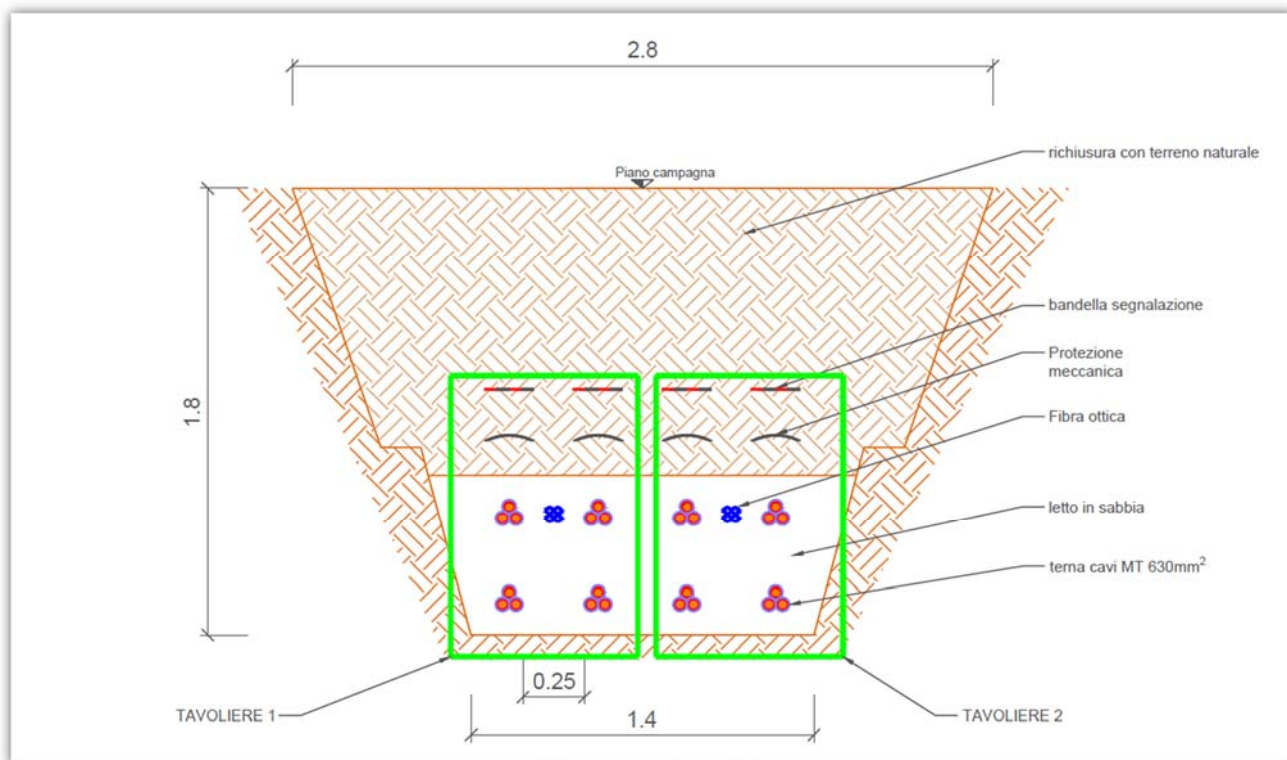 2.8
richiusura con terreno naturale
Piano campagna
bandella segnalazione
Protezione
meccanica
1.8
Fibra ottica
letto in sabbia
terna cavi MT 630mm²
0.25
TAVOLIERE 1
1.4
TAVOLIERE 2